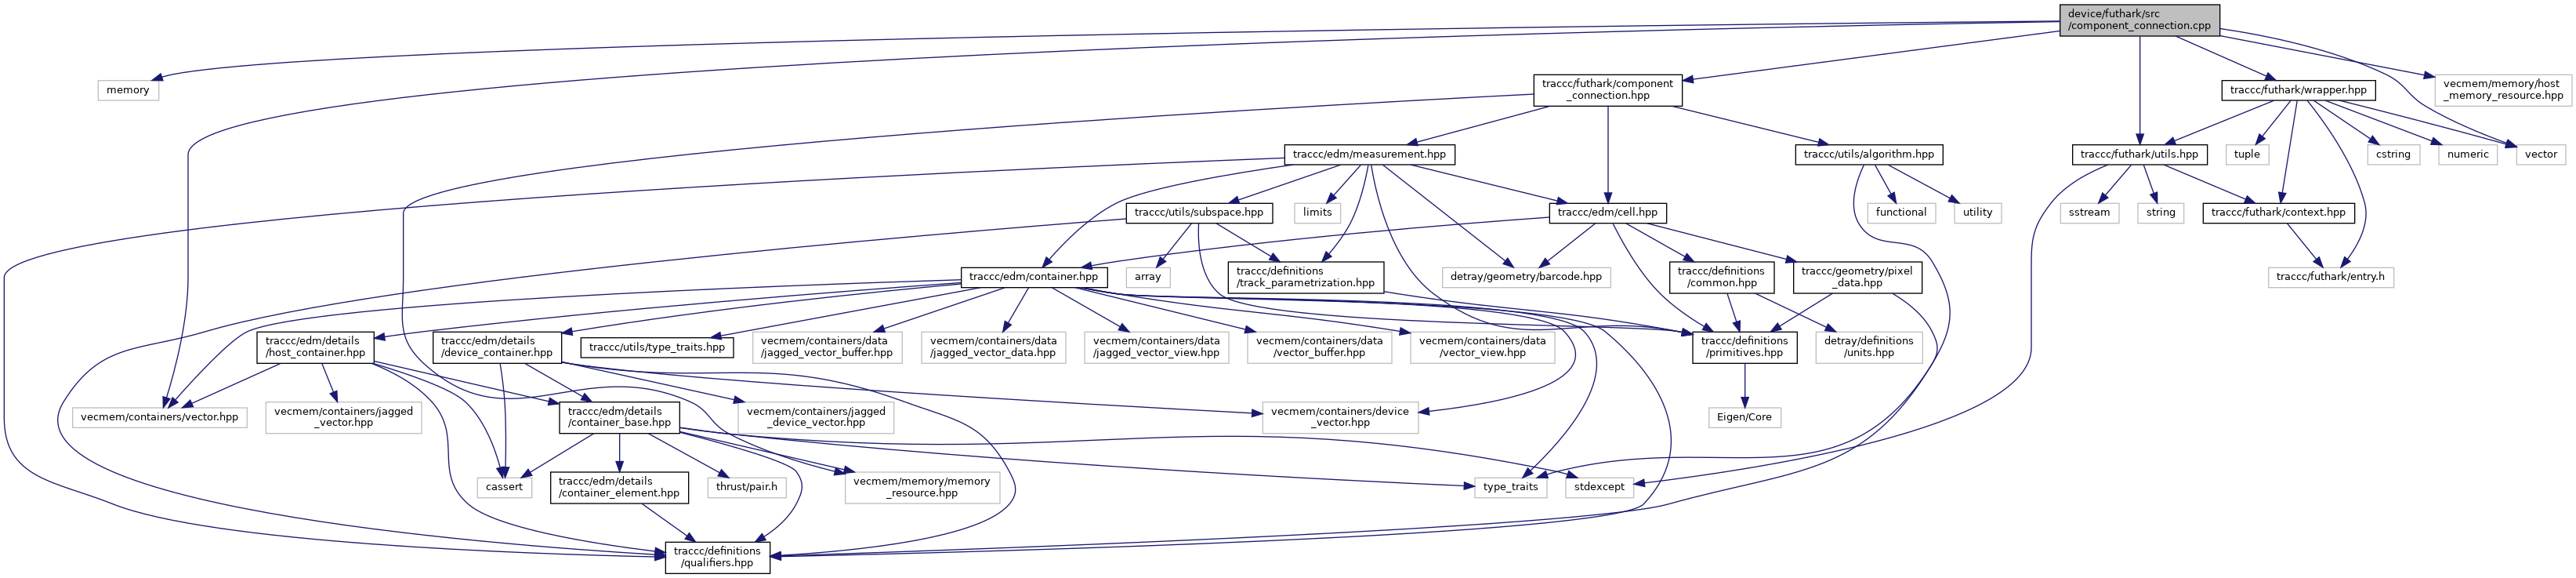 device/futhark/src
/component_connection.cpp
memory
traccc/futhark/component
_connection.hpp
traccc/futhark/wrapper.hpp
vecmem/memory/host
_memory_resource.hpp
traccc/edm/measurement.hpp
traccc/utils/algorithm.hpp
traccc/futhark/utils.hpp
tuple
cstring
numeric
vector
traccc/utils/subspace.hpp
limits
traccc/edm/cell.hpp
functional
utility
sstream
string
traccc/futhark/context.hpp
traccc/edm/container.hpp
array
traccc/definitions
/track_parametrization.hpp
detray/geometry/barcode.hpp
traccc/definitions
/common.hpp
traccc/geometry/pixel
_data.hpp
traccc/futhark/entry.h
traccc/edm/details
/host_container.hpp
traccc/edm/details
/device_container.hpp
traccc/utils/type_traits.hpp
vecmem/containers/data
/jagged_vector_buffer.hpp
vecmem/containers/data
/jagged_vector_data.hpp
vecmem/containers/data
/jagged_vector_view.hpp
vecmem/containers/data
/vector_buffer.hpp
vecmem/containers/data
/vector_view.hpp
traccc/definitions
/primitives.hpp
detray/definitions
/units.hpp
vecmem/containers/vector.hpp
vecmem/containers/jagged
_vector.hpp
traccc/edm/details
/container_base.hpp
vecmem/containers/jagged
_device_vector.hpp
vecmem/containers/device
_vector.hpp
Eigen/Core
cassert
traccc/edm/details
/container_element.hpp
thrust/pair.h
vecmem/memory/memory
_resource.hpp
type_traits
stdexcept
traccc/definitions
/qualifiers.hpp